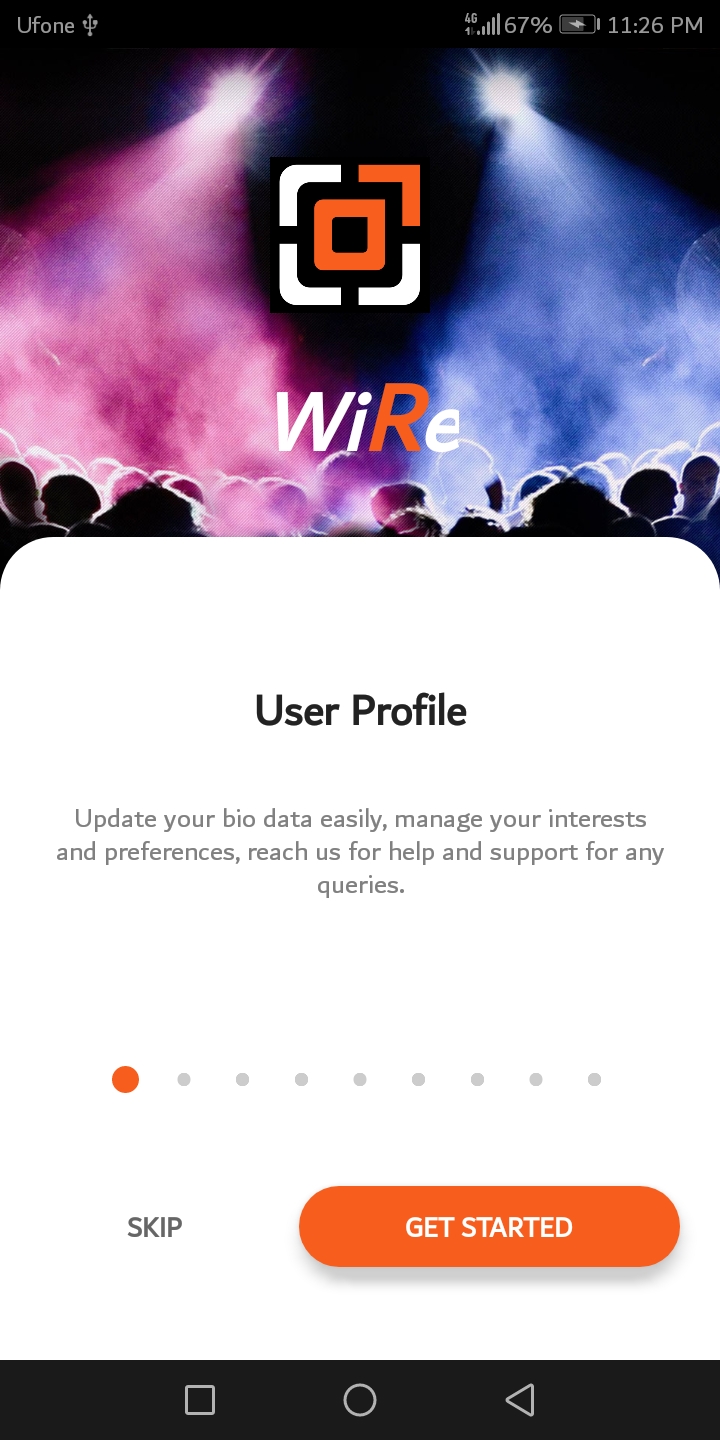 Ufone
4G 67% 11:26 PM
WiRe
User Profile
Update your bio data easily, manage your interests
and preferences, reach us for help and support for any
queries.
SKIP GET STARTED